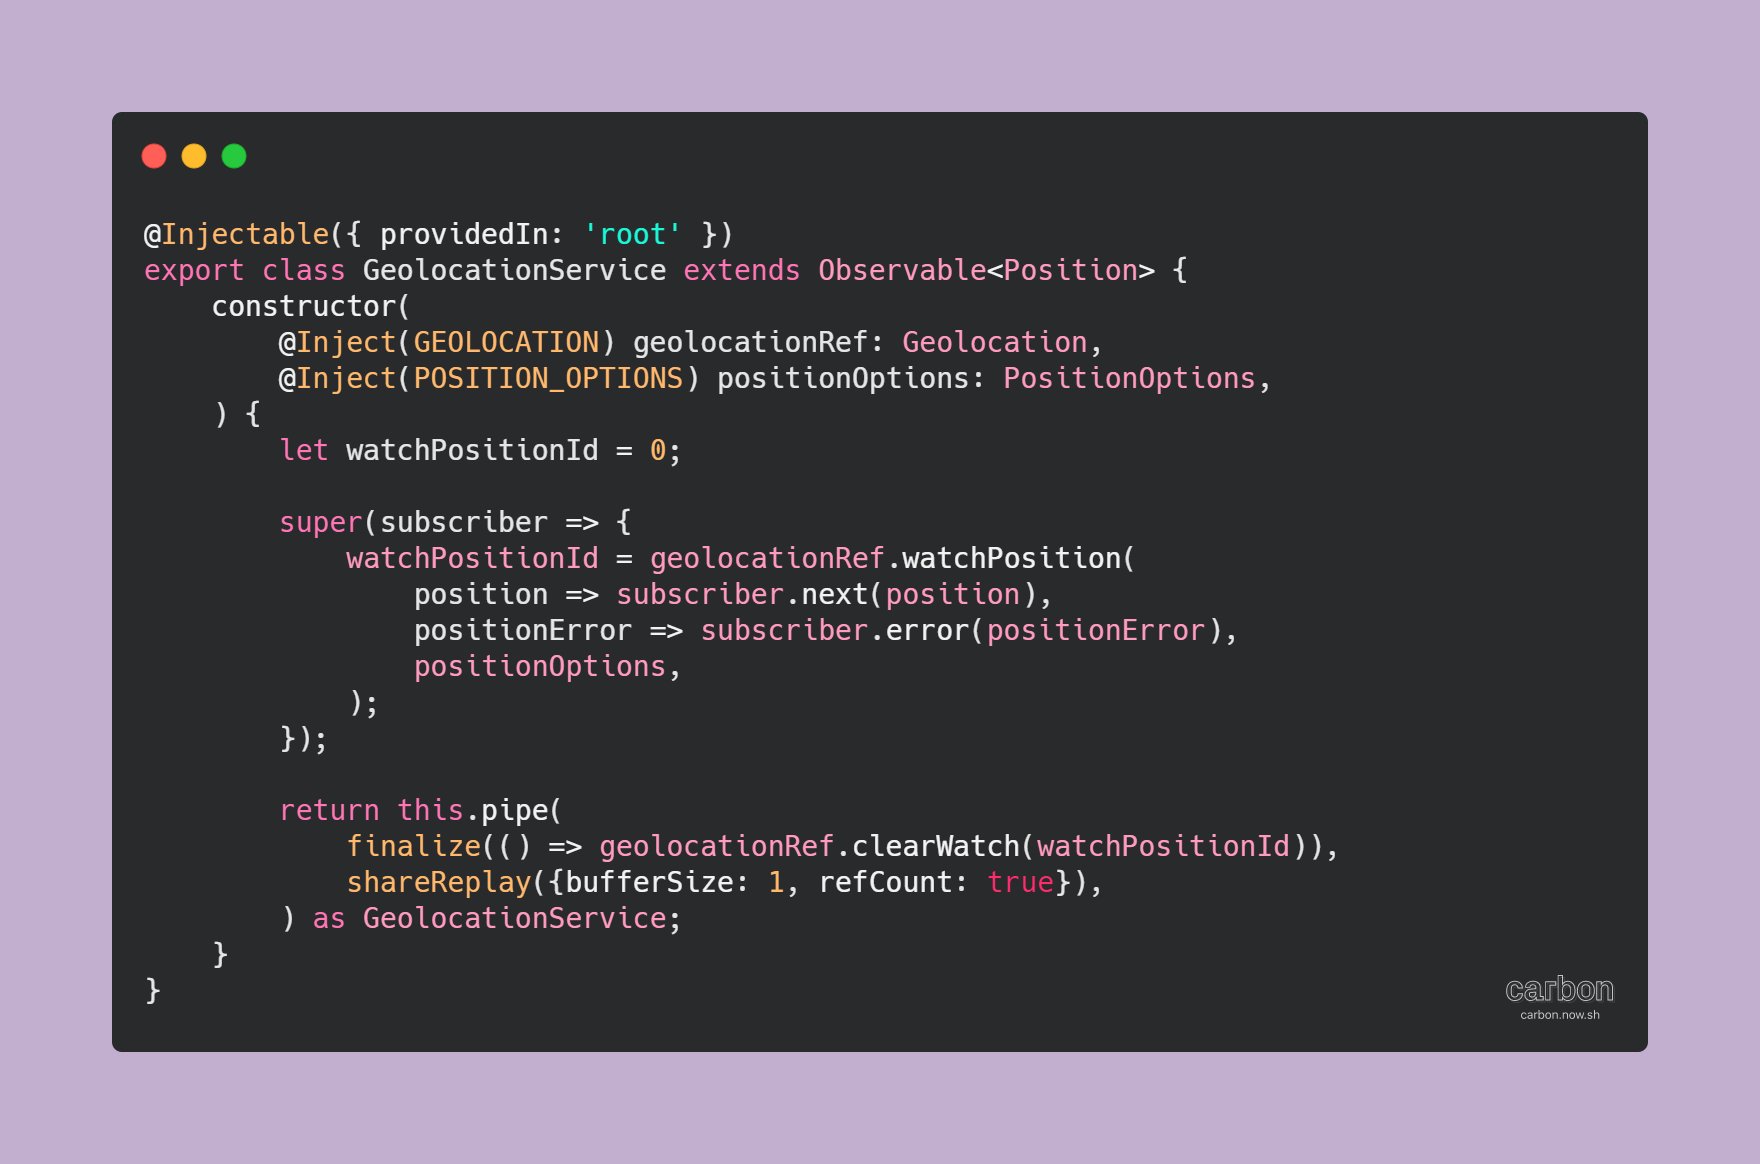 @Injectable({ providedIn: 'root' })
export class GeolocationService extends Observable<Position> {
    constructor(
        @Inject(GEOLOCATION) geolocationRef: Geolocation,
        @Inject(POSITION_OPTIONS) positionOptions: PositionOptions,
    ) {
        let watchPositionId = 0;

        super(subscriber => {
            watchPositionId = geolocationRef.watchPosition(
                position => subscriber.next(position),
                positionError => subscriber.error(positionError),
                positionOptions,
            );
        });

        return this.pipe(
            finalize(() => geolocationRef.clearWatch(watchPositionId)),
            shareReplay({bufferSize: 1, refCount: true}),
        ) as GeolocationService;
    }
}
carbon
carbon.now.sh